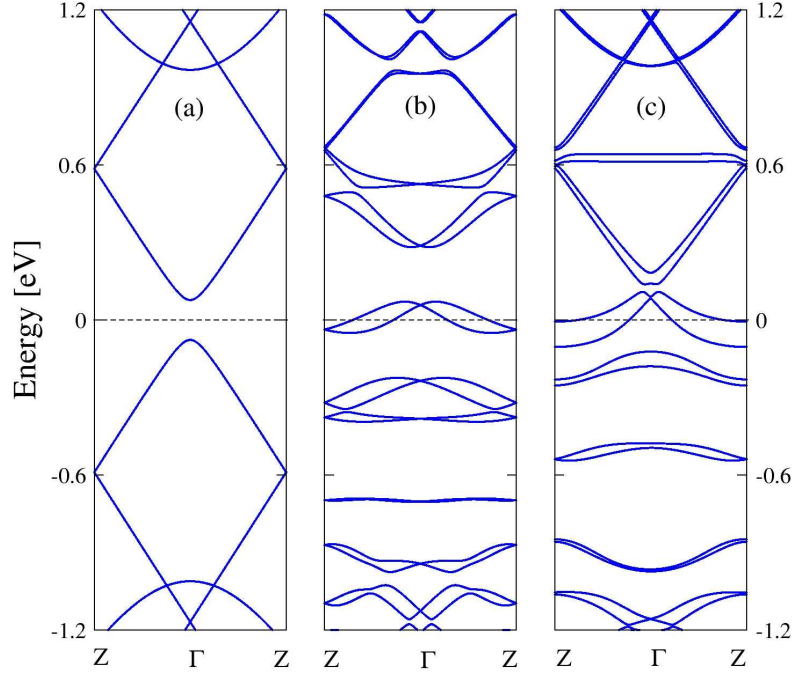 1.2 1.2
(a) (b) (c)
0.6 0.6
Energy [eV]
0 0
-0.6 -0.6
-1.2 -1.2
Z Γ Z Z Γ Z Z Γ Z